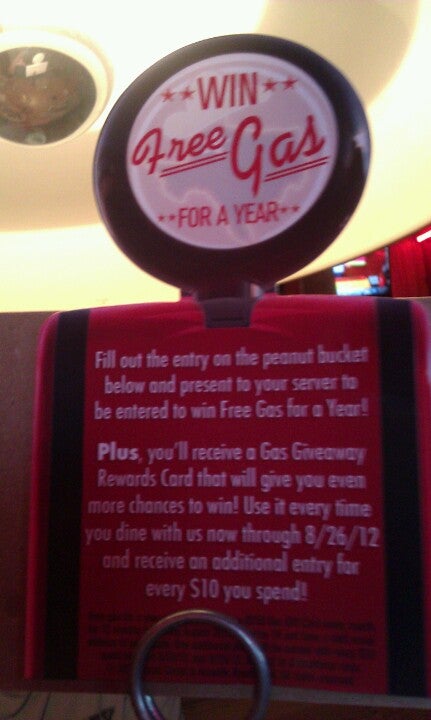 WIN
Free Gas
FOR A YEAR
Fill out the entry on the peanut bucket
below and present to your server to
be entered to win Free Gas for a Year!
Plus, you'll receive a Gas Giveaway
Rewards Card that will give you even
more chances to win! Use it every time
you dine with us now through 8/26/12
and receive an additional entry for
every $10 you spend!